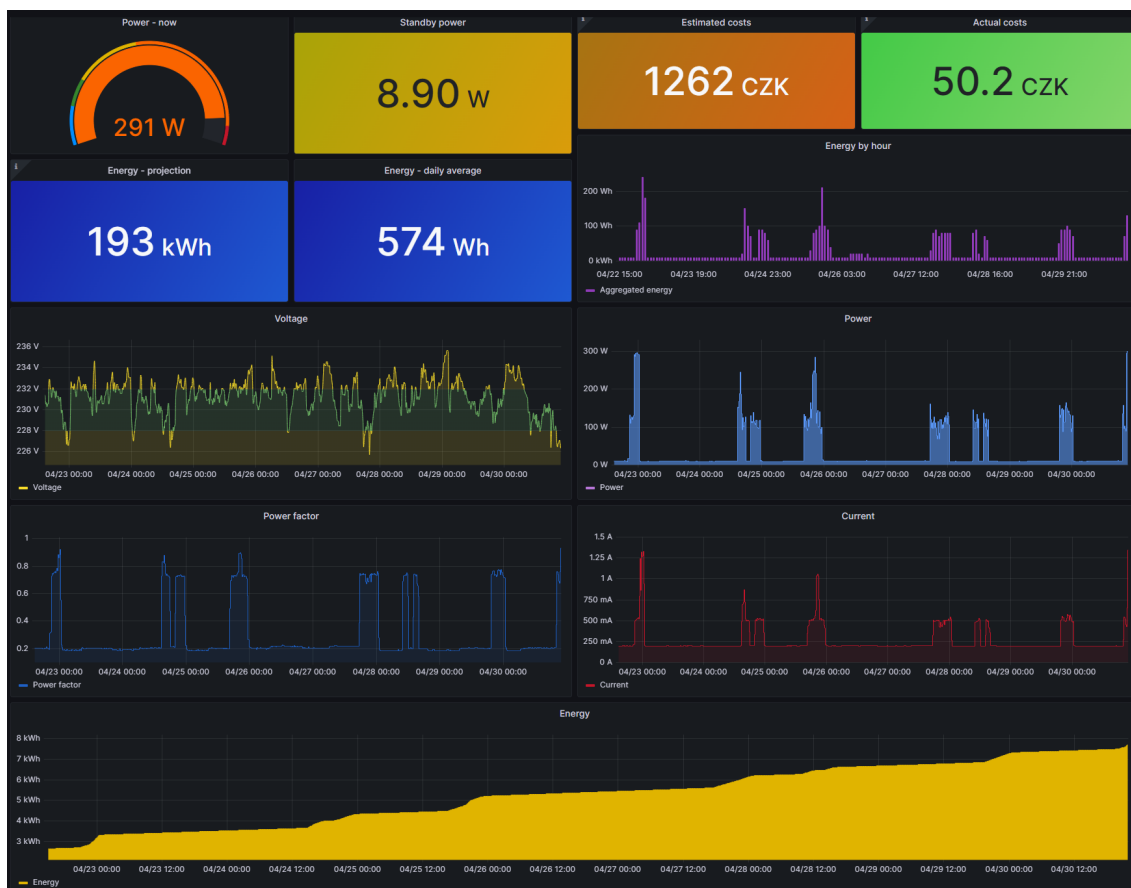 Power - now
291 W
Standby power
8.90 W
Estimated costs
1262 CZK
Actual costs
50.2 CZK
Energy - projection
193 kWh
Energy - daily average
574 Wh
Energy by hour
200 Wh
100 Wh
0 kWh
04/22 15:00 04/23 19:00 04/24 23:00 04/26 03:00 04/27 12:00 04/28 16:00 04/29 21:00
Aggregated energy
Voltage
236 V
234 V
232 V
230 V
228 V
226 V
04/23 00:00 04/24 00:00 04/25 00:00 04/26 00:00 04/27 00:00 04/28 00:00 04/29 00:00 04/30 00:00
Voltage
Power
300 W
200 W
100 W
0 W
04/23 00:00 04/24 00:00 04/25 00:00 04/26 00:00 04/27 00:00 04/28 00:00 04/29 00:00 04/30 00:00
Power
Power factor
1
0.8
0.6
0.4
0.2
04/23 00:00 04/24 00:00 04/25 00:00 04/26 00:00 04/27 00:00 04/28 00:00 04/29 00:00 04/30 00:00
Power factor
Current
1.5 A
1.25 A
1 A
750 mA
500 mA
250 mA
0 A
04/23 00:00 04/24 00:00 04/25 00:00 04/26 00:00 04/27 00:00 04/28 00:00 04/29 00:00 04/30 00:00
Current
Energy
8 kWh
7 kWh
6 kWh
5 kWh
4 kWh
3 kWh
04/23 00:00 04/23 12:00 04/24 00:00 04/24 12:00 04/25 00:00 04/25 12:00 04/26 00:00 04/26 12:00 04/27 00:00 04/27 12:00 04/28 00:00 04/28 12:00 04/29 00:00 04/29 12:00 04/30 00:00 04/30 12:00
Energy